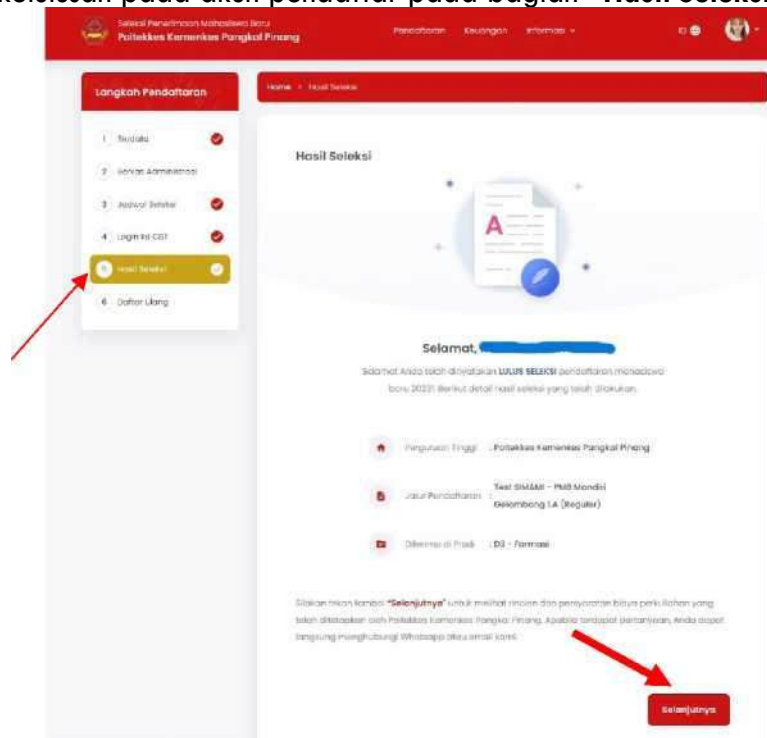 pada akun pendaftar pada bagian "Hasil Seleksi
Seleksi Penerimaan Mahasiswa Baru
Poltekkes Kemenkes Pangkal Pinang
Pendaftaran Keuangan Informasi ID
Langkah Pendaftaran
Home > Hasil Seleksi
1 Biodata
2 Berkas Administrasi
3 Jadwal Seleksi
4 Login Ke CBT
5 Hasil Seleksi
6 Daftar Ulang
Hasil Seleksi
A
Selamat,
Selamat Anda telah dinyatakan LULUS SELEKSI pendaftaran mahasiswa
baru 2023! Berikut detail hasil seleksi yang telah dilakukan.
Perguruan Tinggi : Poltekkes Kemenkes Pangkal Pinang
Jalur Pendaftaran : Test SIMAMI - PMB Mandiri
Gelombang 1.A (Reguler)
Diterima di Prodi : D3 - Farmasi
Silakan tekan tombol "Selanjutnya" untuk melihat rincian dan persyaratan biaya perkuliahan yang
telah ditetapkan oleh Poltekkes Kemenkes Pangkal Pinang. Apabila terdapat pertanyaan, Anda dapat
langsung menghubungi Whatsapp atau email kami.
Selanjutnya